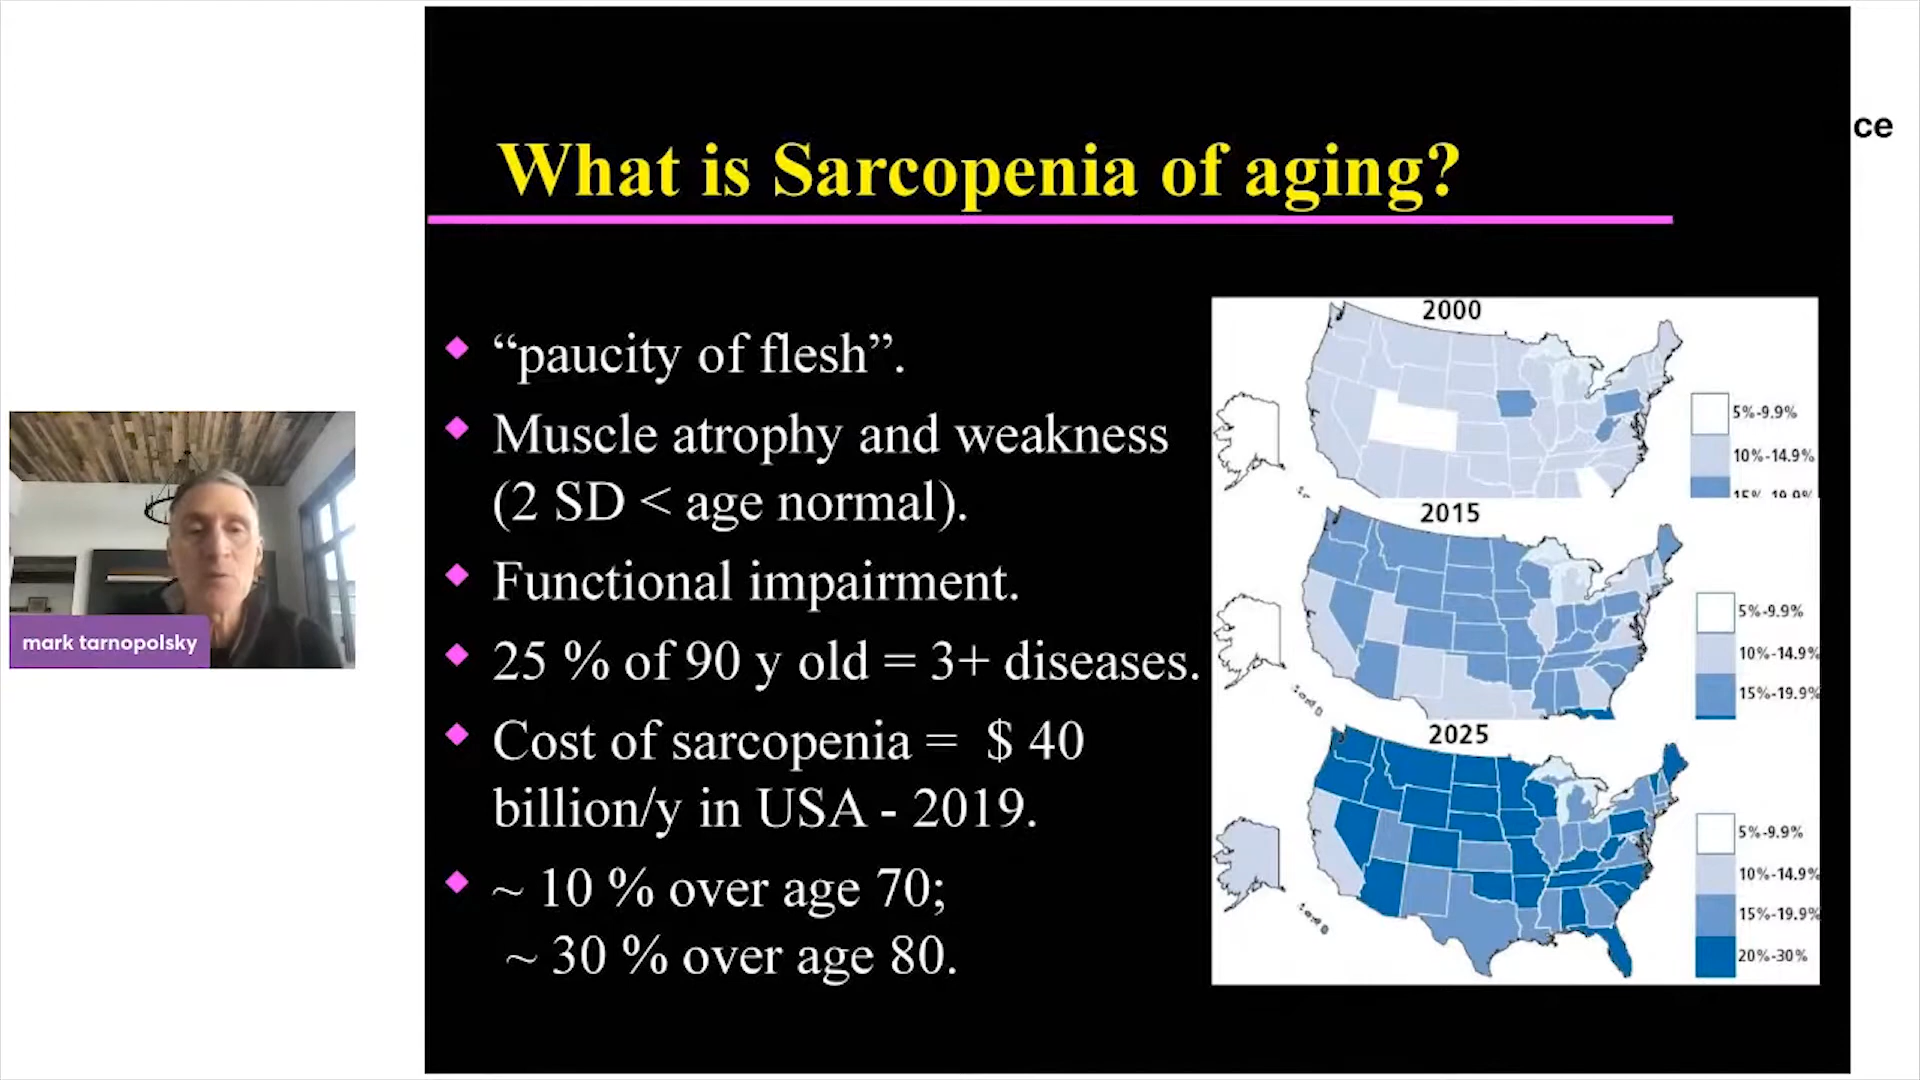 ce
What is Sarcopenia of aging?
“paucity of flesh”.
Muscle atrophy and weakness
(2 SD < age normal).
Functional impairment.
25 % of 90 y old = 3+ diseases.
Cost of sarcopenia = $ 40
billion/y in USA - 2019.
~ 10 % over age 70;
~ 30 % over age 80.
2000
5%-9.9%
10%-14.9%
15%-19.9%
2015
5%-9.9%
10%-14.9%
15%-19.9%
2025
5%-9.9%
10%-14.9%
15%-19.9%
20%-30%
mark tarnopolsky